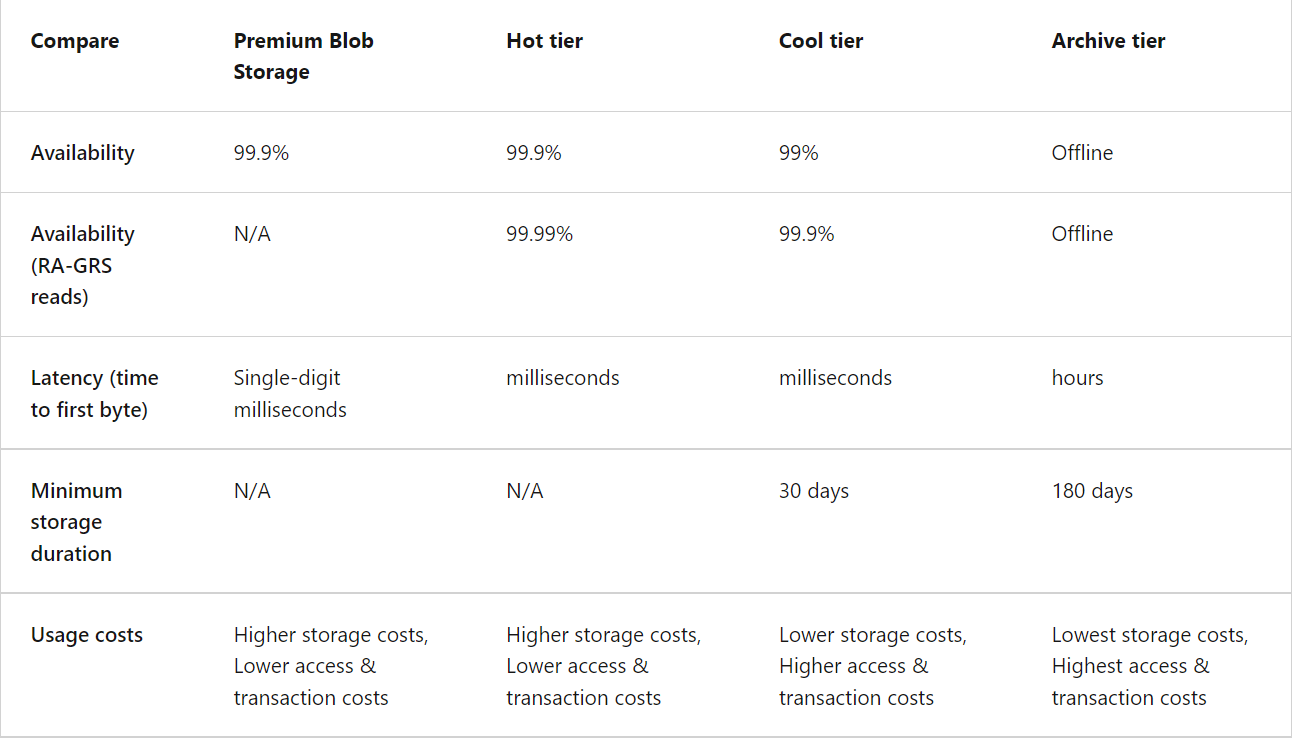 Compare Premium Blob Storage Hot tier Cool tier Archive tier
Availability 99.9% 99.9% 99% Offline
Availability (RA-GRS reads) N/A 99.99% 99.9% Offline
Latency (time to first byte) Single-digit milliseconds milliseconds milliseconds hours
Minimum storage duration N/A N/A 30 days 180 days
Usage costs Higher storage costs, Lower access & transaction costs Higher storage costs, Lower access & transaction costs Lower storage costs, Higher access & transaction costs Lowest storage costs, Highest access & transaction costs